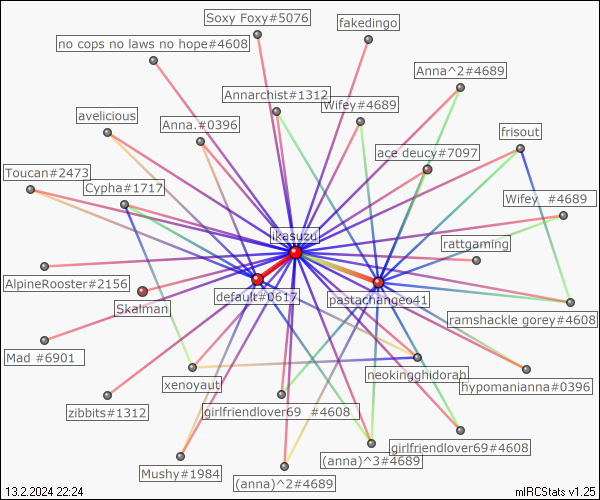 Soxy Foxy#5076
fakedingo
no cops no laws no hope#4608
Anna^2#4689
Annarchist#1312
Wifey#4689
avelicious
Anna.#0396
frisout
ace deucy#7097
Toucan#2473
Cypha#1717
Wifey_ #4689
ikesuzu
rattgaming
AlpineRooster#2156
default#0617
pastachangeo41
Skalman
ramshackle gorey#4608
Mad #6901
neokingghidorah
xenoyaut
hypomanianna#0396
zibbits#1312
girlfriendlover69 #4608
girlfriendlover69#4608
(anna)^3#4689
Mushy#1984
(anna)^2#4689
13.2.2024 22:24
mIRCStats v1.25